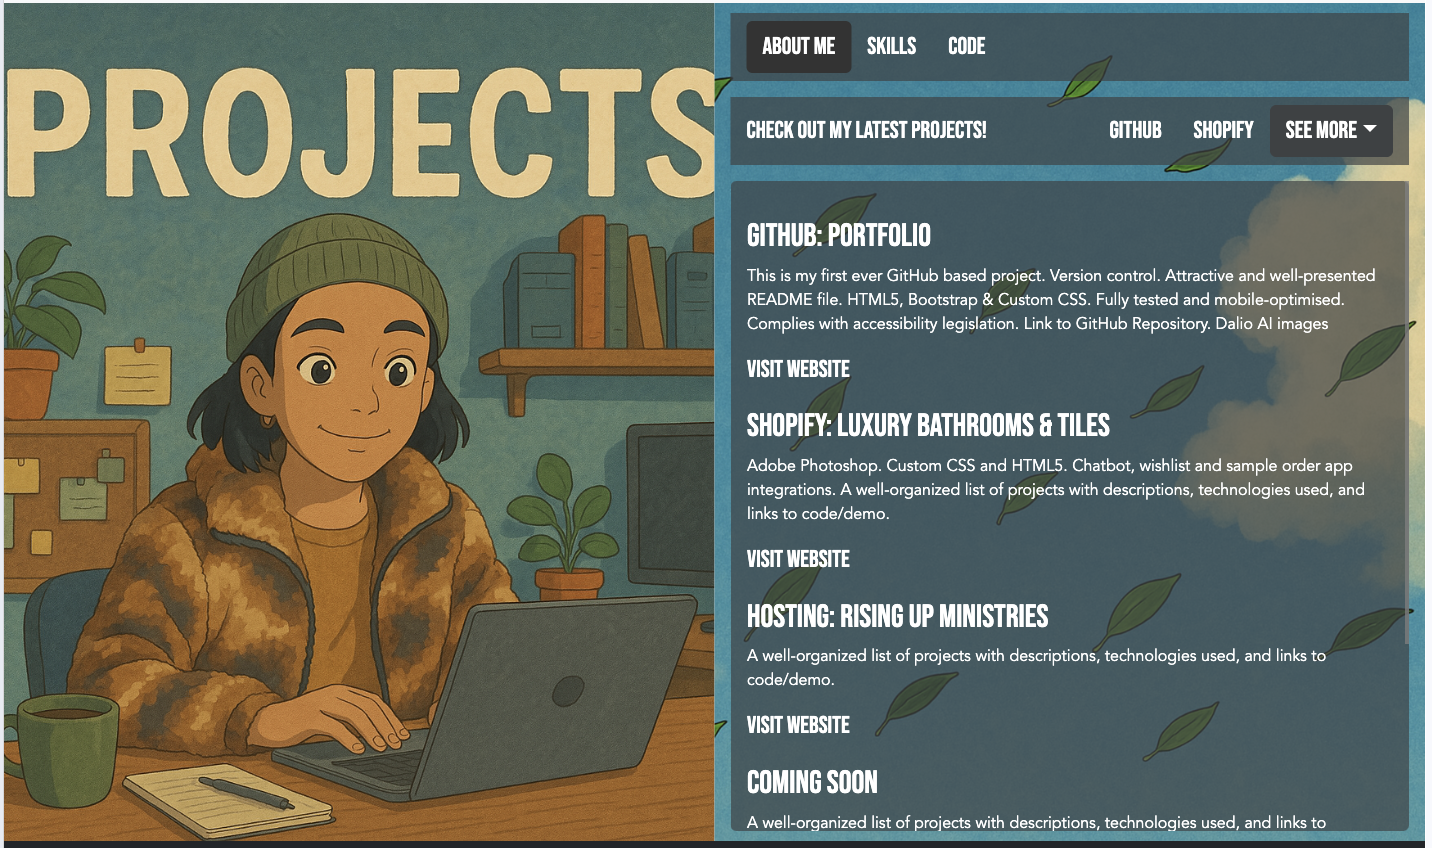 PROJECTS
ABOUT ME SKILLS CODE
CHECK OUT MY LATEST PROJECTS! GITHUB SHOPIFY SEE MORE
GITHUB: PORTFOLIO
This is my first ever GitHub based project. Version control. Attractive and well-presented
README file. HTML5, Bootstrap & Custom CSS. Fully tested and mobile-optimised.
Complies with accessibility legislation. Link to GitHub Repository. Dalio AI images
VISIT WEBSITE
SHOPIFY: LUXURY BATHROOMS & TILES
Adobe Photoshop. Custom CSS and HTML5. Chatbot, wishlist and sample order app
integrations. A well-organized list of projects with descriptions, technologies used, and
links to code/demo.
VISIT WEBSITE
HOSTING: RISING UP MINISTRIES
A well-organized list of projects with descriptions, technologies used, and links to
code/demo.
VISIT WEBSITE
COMING SOON
A well-organized list of projects with descriptions, technologies used, and links to